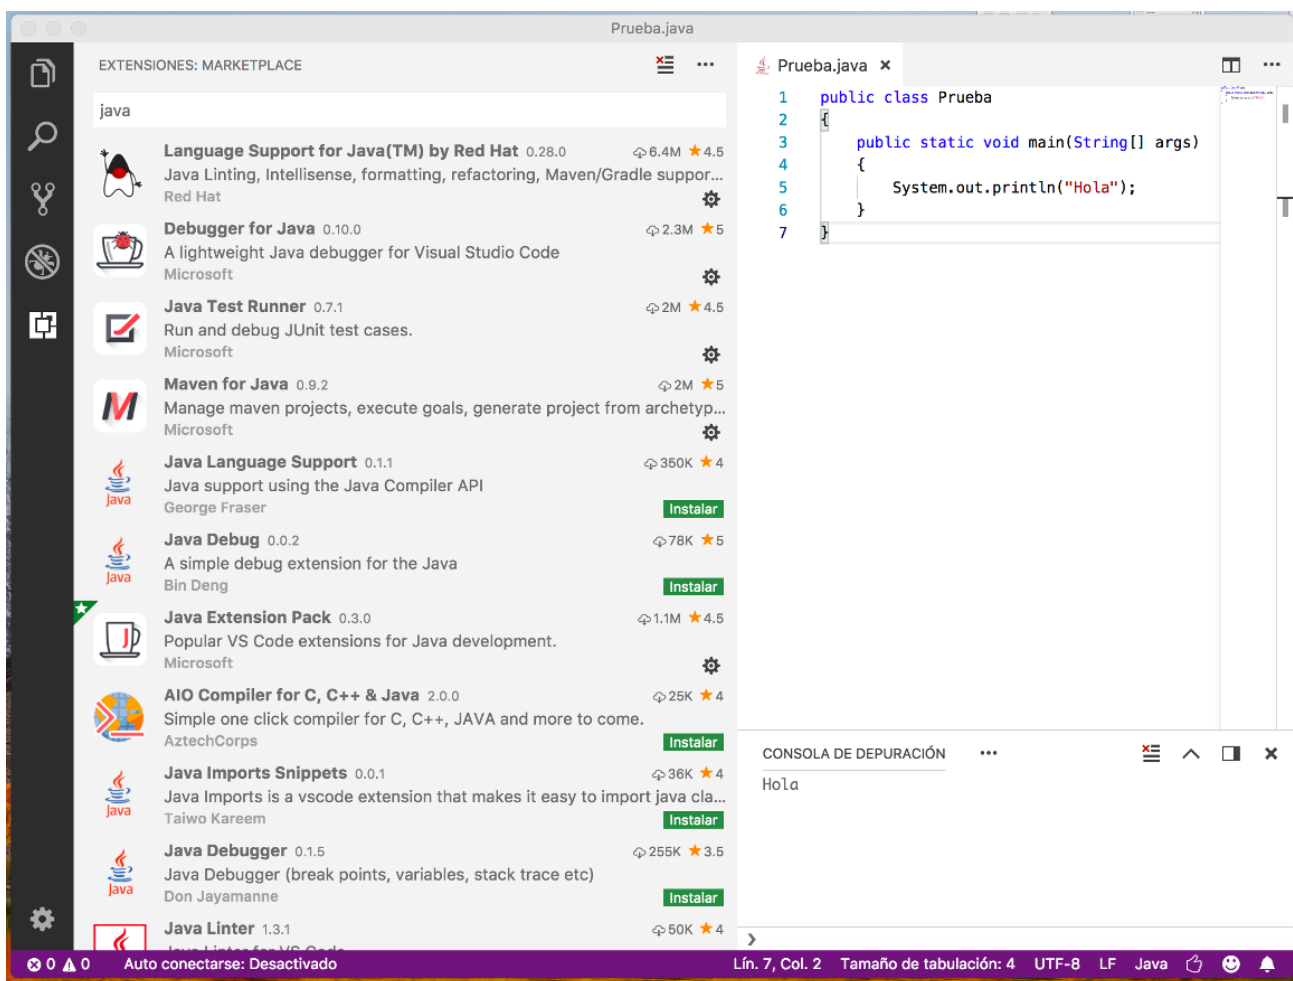 Prueba.java
EXTENSIONES: MARKETPLACE
java
Language Support for Java(TM) by Red Hat 0.28.0 6.4M 4.5
Java Linting, Intellisense, formatting, refactoring, Maven/Gradle suppor...
Red Hat
Debugger for Java 0.10.0 2.3M 5
A lightweight Java debugger for Visual Studio Code
Microsoft
Java Test Runner 0.7.1 2M 4.5
Run and debug JUnit test cases.
Microsoft
Maven for Java 0.9.2 2M 5
Manage maven projects, execute goals, generate project from archetyp...
Microsoft
Java Language Support 0.1.1 350K 4
Java support using the Java Compiler API
George Fraser Instalar
Java
Java Debug 0.0.2 78K 5
A simple debug extension for the Java
Bin Deng Instalar
Java
Java Extension Pack 0.3.0 1.1M 4.5
Popular VS Code extensions for Java development.
Microsoft
AIO Compiler for C, C++ & Java 2.0.0 25K 4
Simple one click compiler for C, C++, JAVA and more to come.
AztechCorps Instalar
Java Imports Snippets 0.0.1 36K 4
Java Imports is a vscode extension that makes it easy to import java cla...
Taiwo Kareem Instalar
Java
Java Debugger 0.1.5 255K 3.5
Java Debugger (break points, variables, stack trace etc)
Don Jayamanne Instalar
Java
Java Linter 1.3.1 50K 4
Java Linter for VS Code
Prueba.java
1 public class Prueba
2 {
3 public static void main(String[] args)
4 {
5 System.out.println("Hola");
6 }
7 }
CONSOLA DE DEPURACIÓN
Hola
0 0 Auto conectarse: Desactivado Lín. 7, Col. 2 Tamaño de tabulación: 4 UTF-8 LF Java